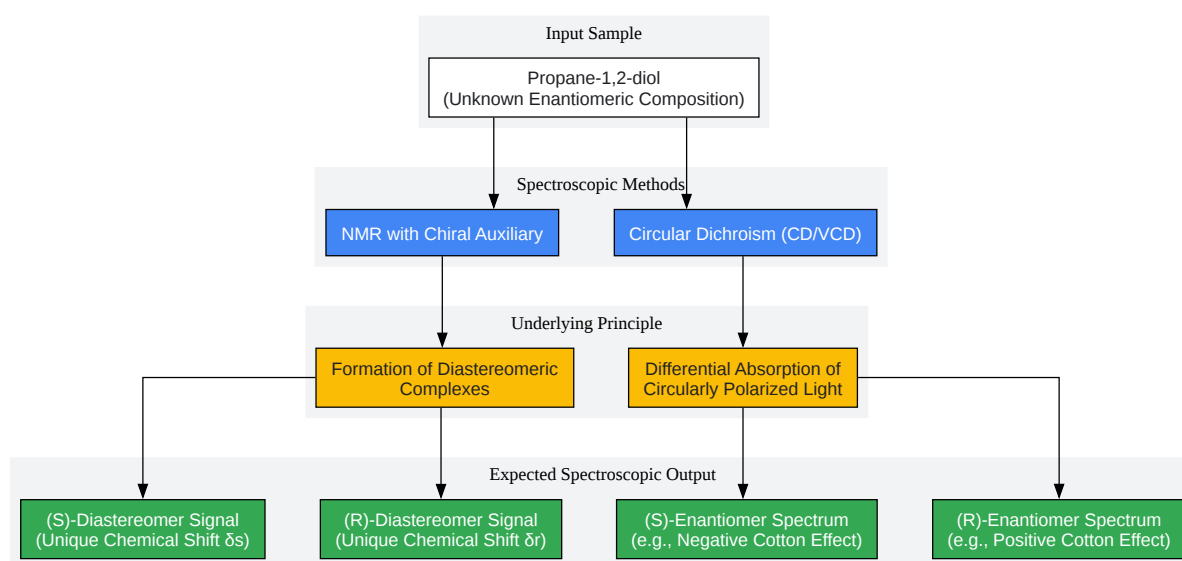 Input Sample
Propane-1,2-diol
(Unknown Enantiomeric Composition)
Spectroscopic Methods
NMR with Chiral Auxiliary
Circular Dichroism (CD/VCD)
Underlying Principle
Formation of Diastereomeric
Complexes
Differential Absorption of
Circularly Polarized Light
Expected Spectroscopic Output
(S)-Diastereomer Signal
(Unique Chemical Shift δs)
(R)-Diastereomer Signal
(Unique Chemical Shift δr)
(S)-Enantiomer Spectrum
(e.g., Negative Cotton Effect)
(R)-Enantiomer Spectrum
(e.g., Positive Cotton Effect)